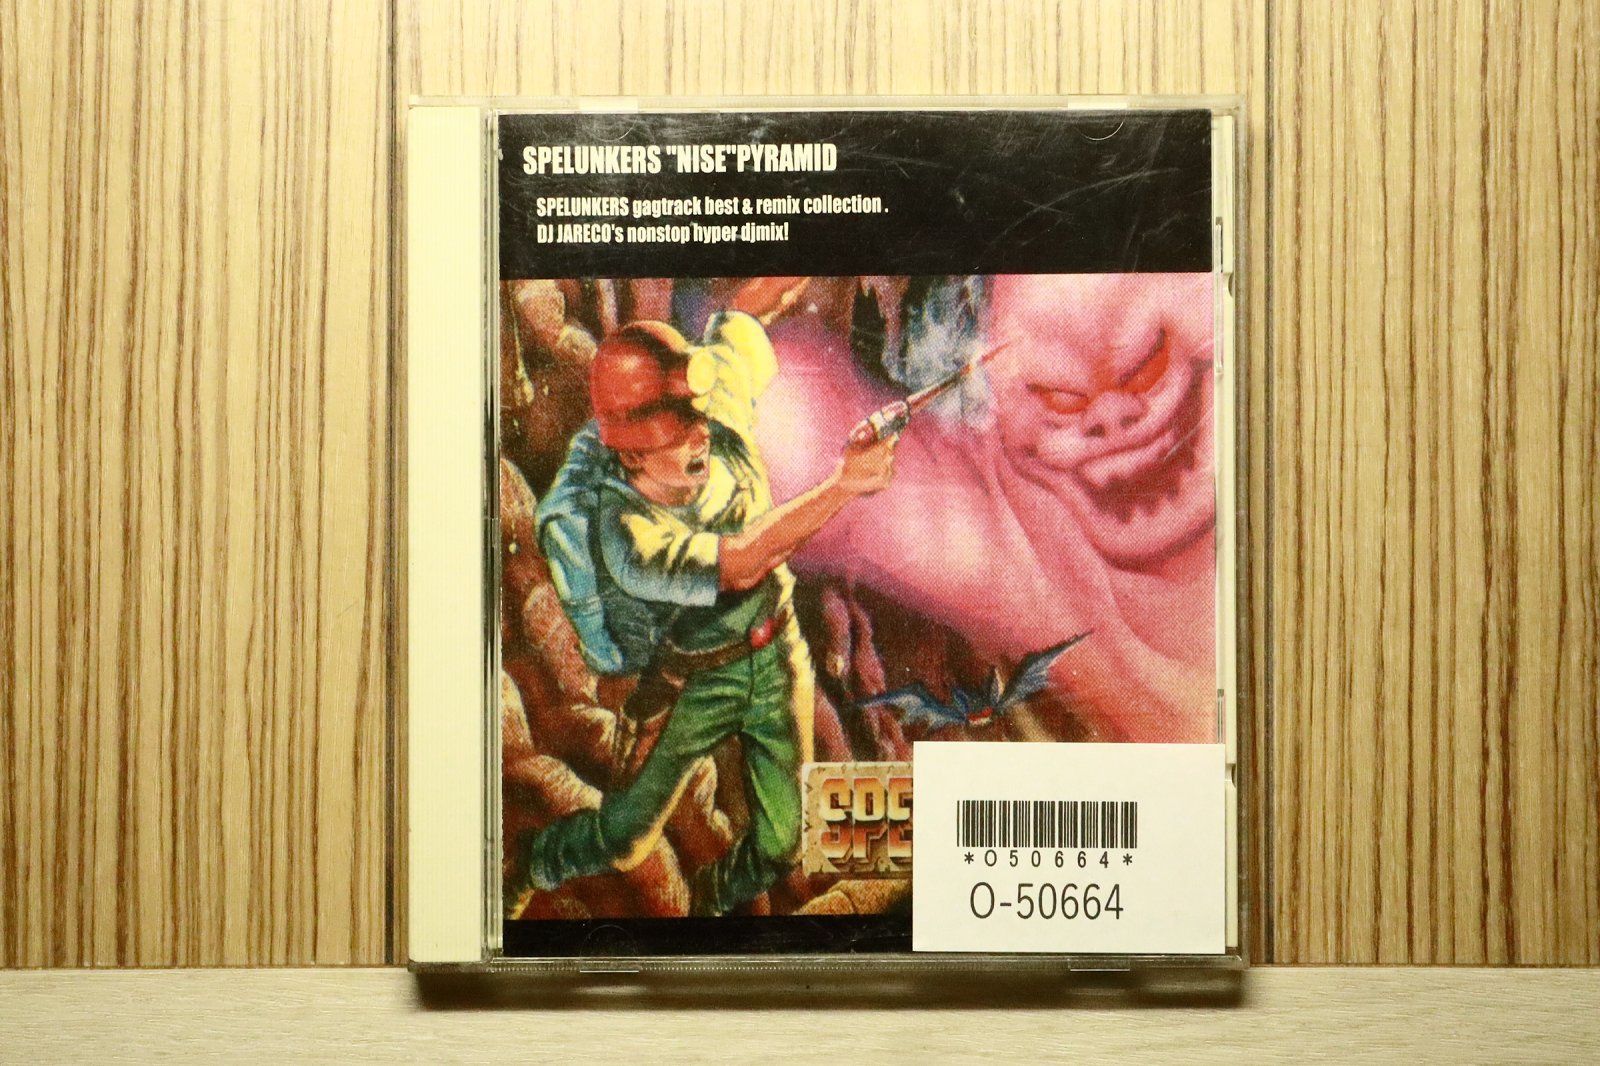 SPELUNKERS "NISE"PYRAMID
SPELUNKERS gagtrack best & remix collection .
DJ JARECO's nonstop hyper djmix!
*O50664*
O-50664